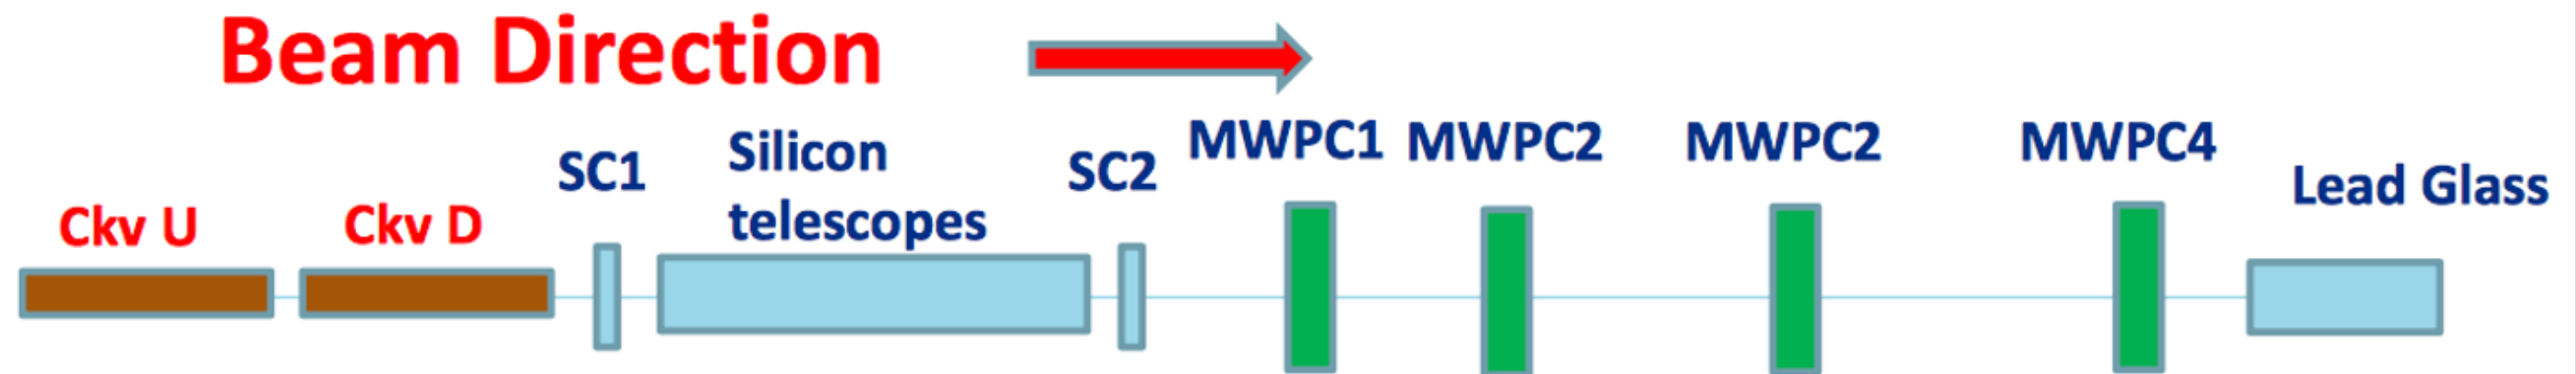 Beam Direction
Ckv U
Ckv D
SC1
Silicon
telescopes
SC2
MWPC1
MWPC2
MWPC2
MWPC4
Lead Glass